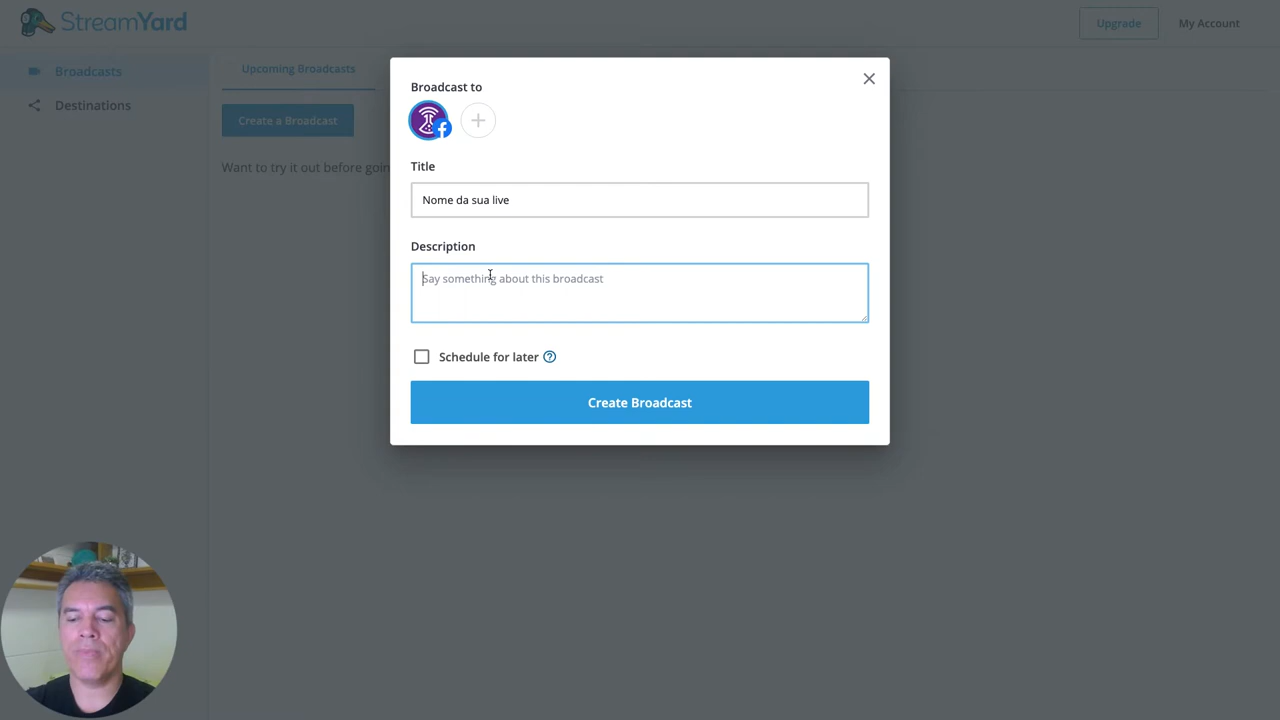 StreamYard
Upgrade
My Account
Broadcasts
Destinations
Upcoming Broadcasts
Create a Broadcast
Want to try it out before goin
Broadcast to
Title
Nome da sua live
Description
Say something about this broadcast
Schedule for later ?
Create Broadcast